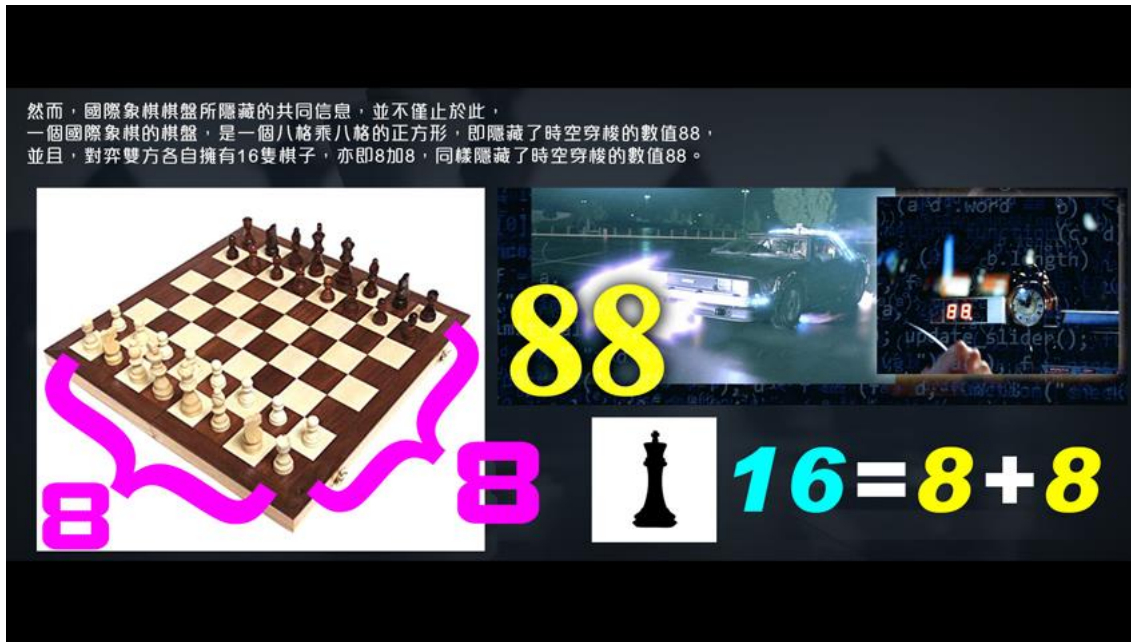 然而，國際象棋棋盤所隱藏的共同信息，並不僅止於此，
一個國際象棋的棋盤，是一個八格乘八格的正方形，即隱藏了時空穿梭的數值88，
並且，對弈雙方各自擁有16隻棋子，亦即8加8，同樣隱藏了時空穿梭的數值88。
88
88
8
8
16=8+8